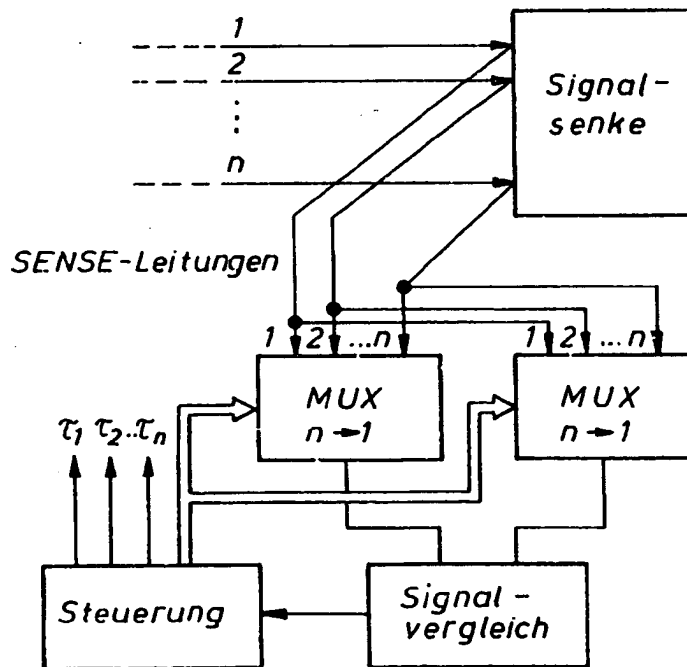 1
2
⋮
n
Signal-
senke
SENSE-Leitungen
1 2 ...n
1 2 ...n
MUX
n→1
MUX
n→1
τ1 τ2..τn
Steuerung
Signal-
vergleich